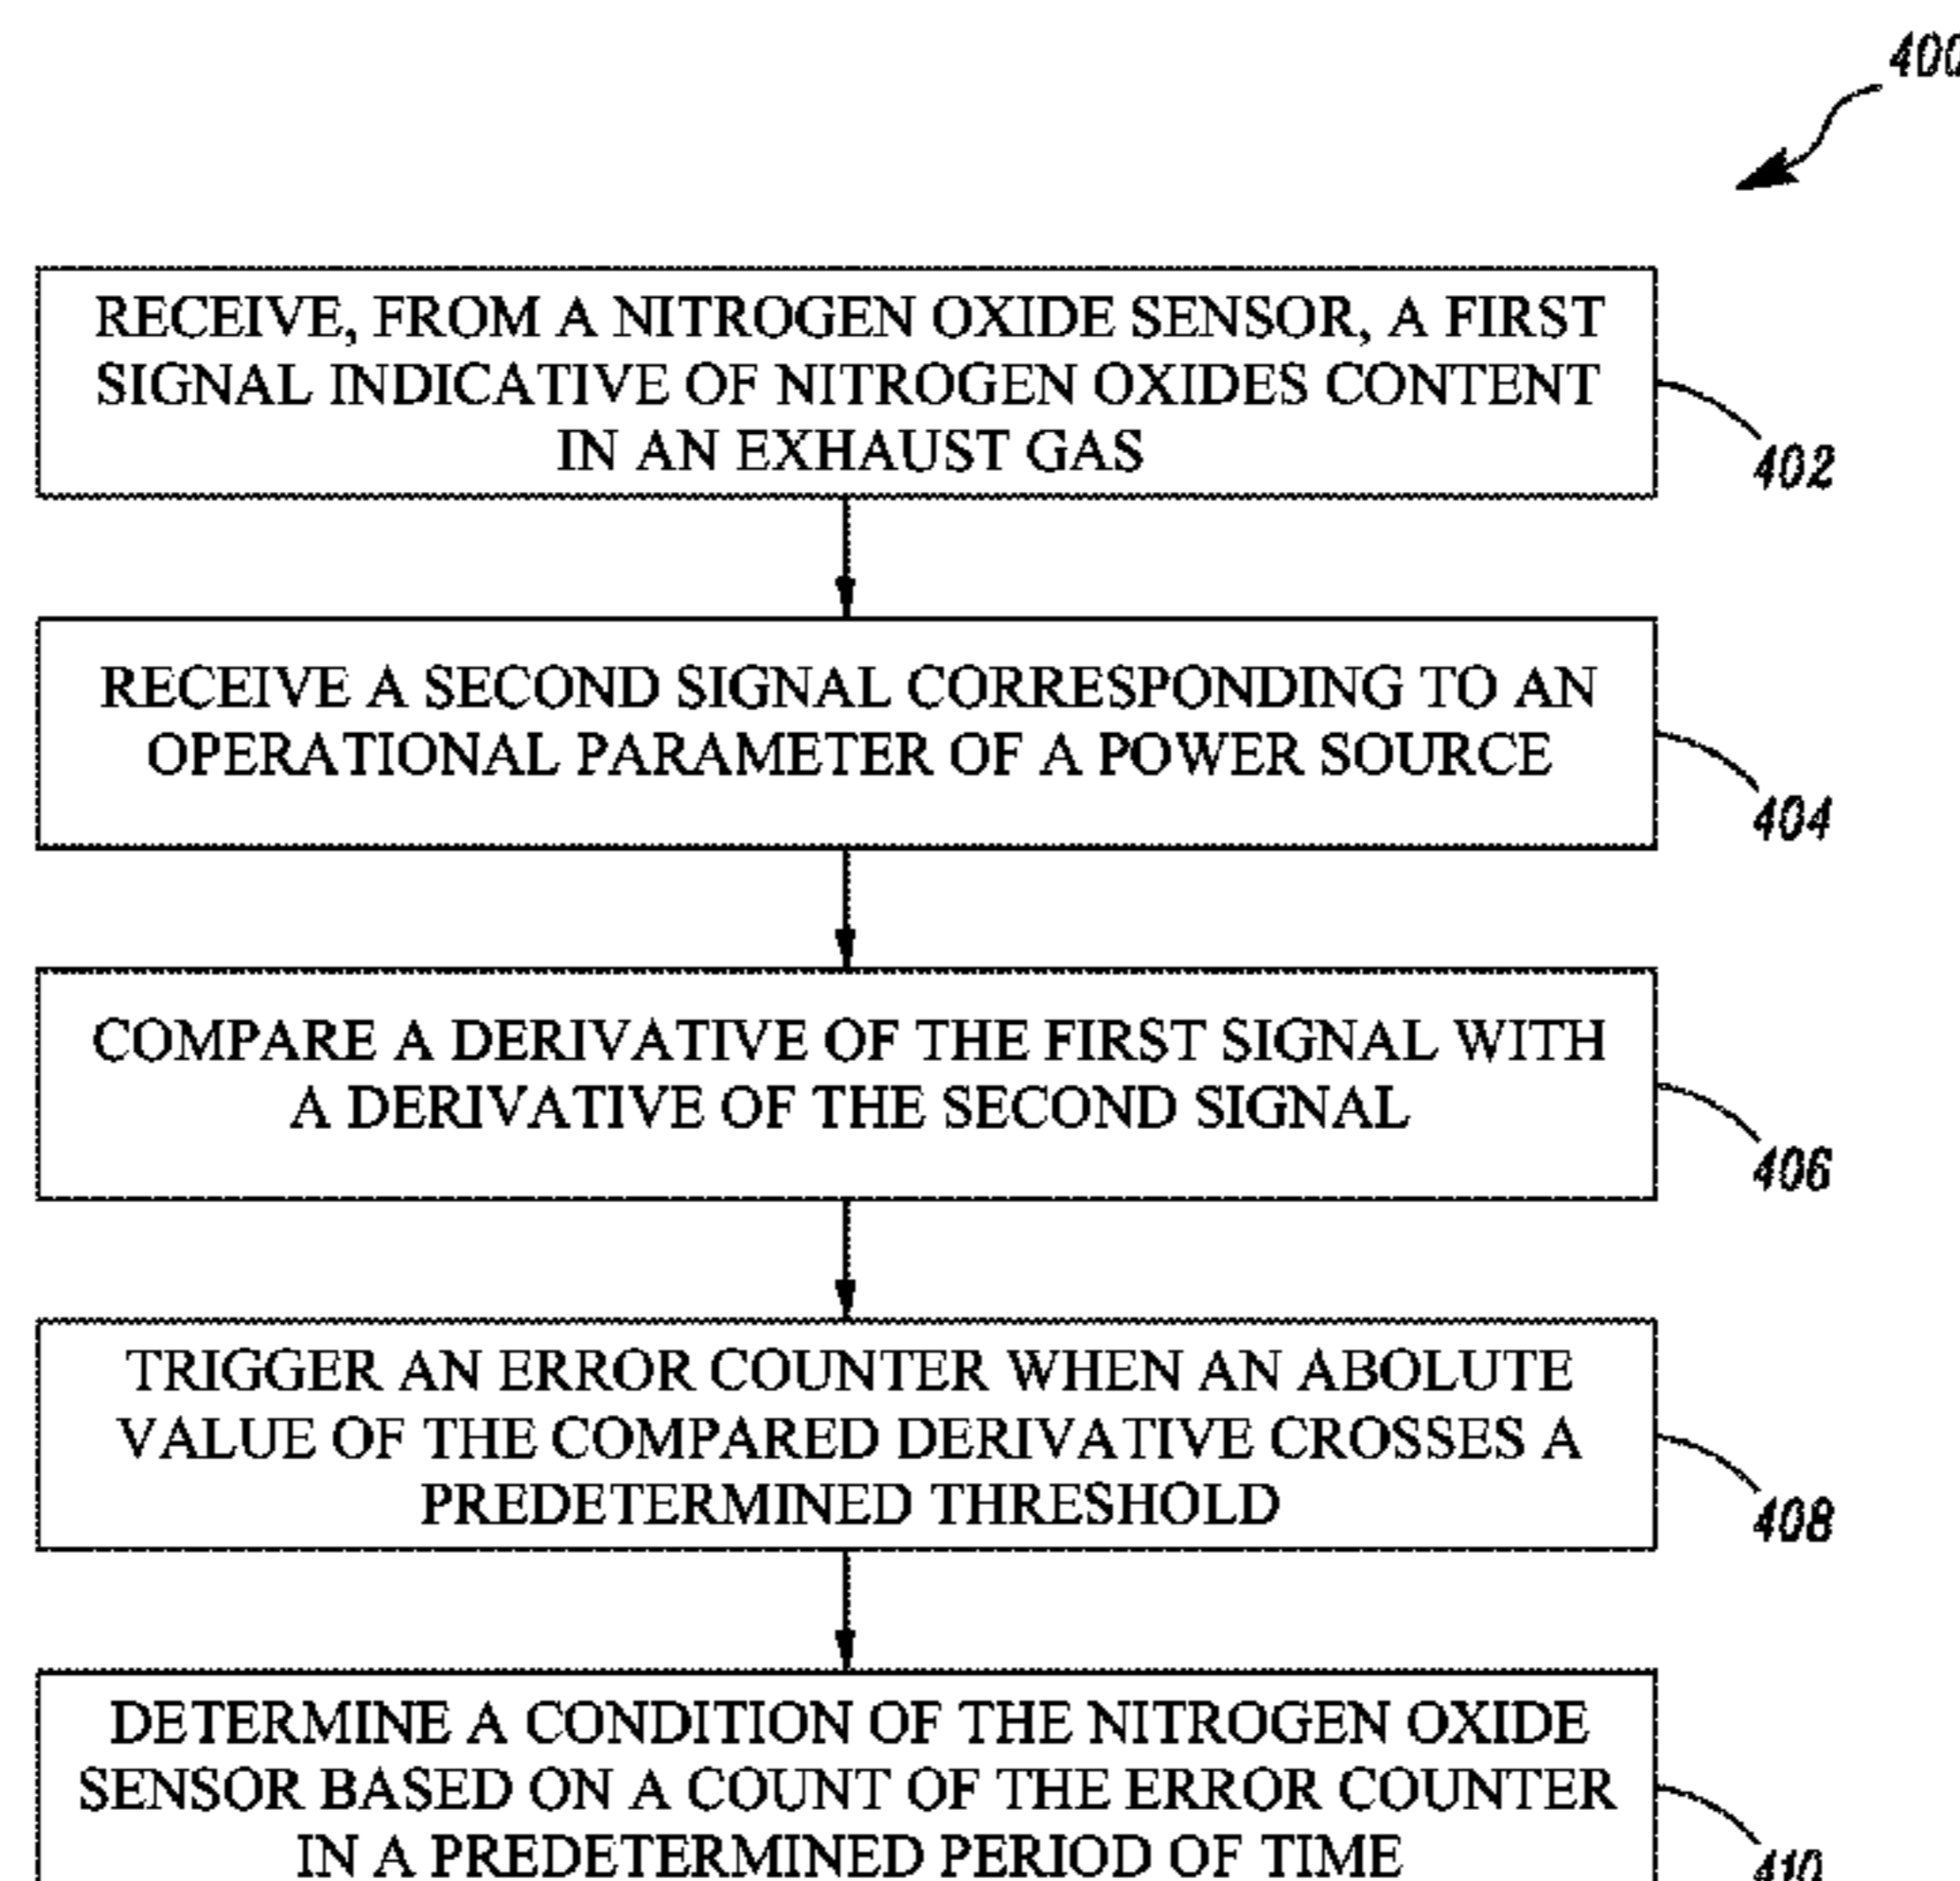 400
RECEIVE, FROM A NITROGEN OXIDE SENSOR, A FIRST
SIGNAL INDICATIVE OF NITROGEN OXIDES CONTENT
IN AN EXHAUST GAS
402
RECEIVE A SECOND SIGNAL CORRESPONDING TO AN
OPERATIONAL PARAMETER OF A POWER SOURCE
404
COMPARE A DERIVATIVE OF THE FIRST SIGNAL WITH
A DERIVATIVE OF THE SECOND SIGNAL
406
TRIGGER AN ERROR COUNTER WHEN AN ABOLUTE
VALUE OF THE COMPARED DERIVATIVE CROSSES A
PREDETERMINED THRESHOLD
408
DETERMINE A CONDITION OF THE NITROGEN OXIDE
SENSOR BASED ON A COUNT OF THE ERROR COUNTER
IN A PREDETERMINED PERIOD OF TIME
410